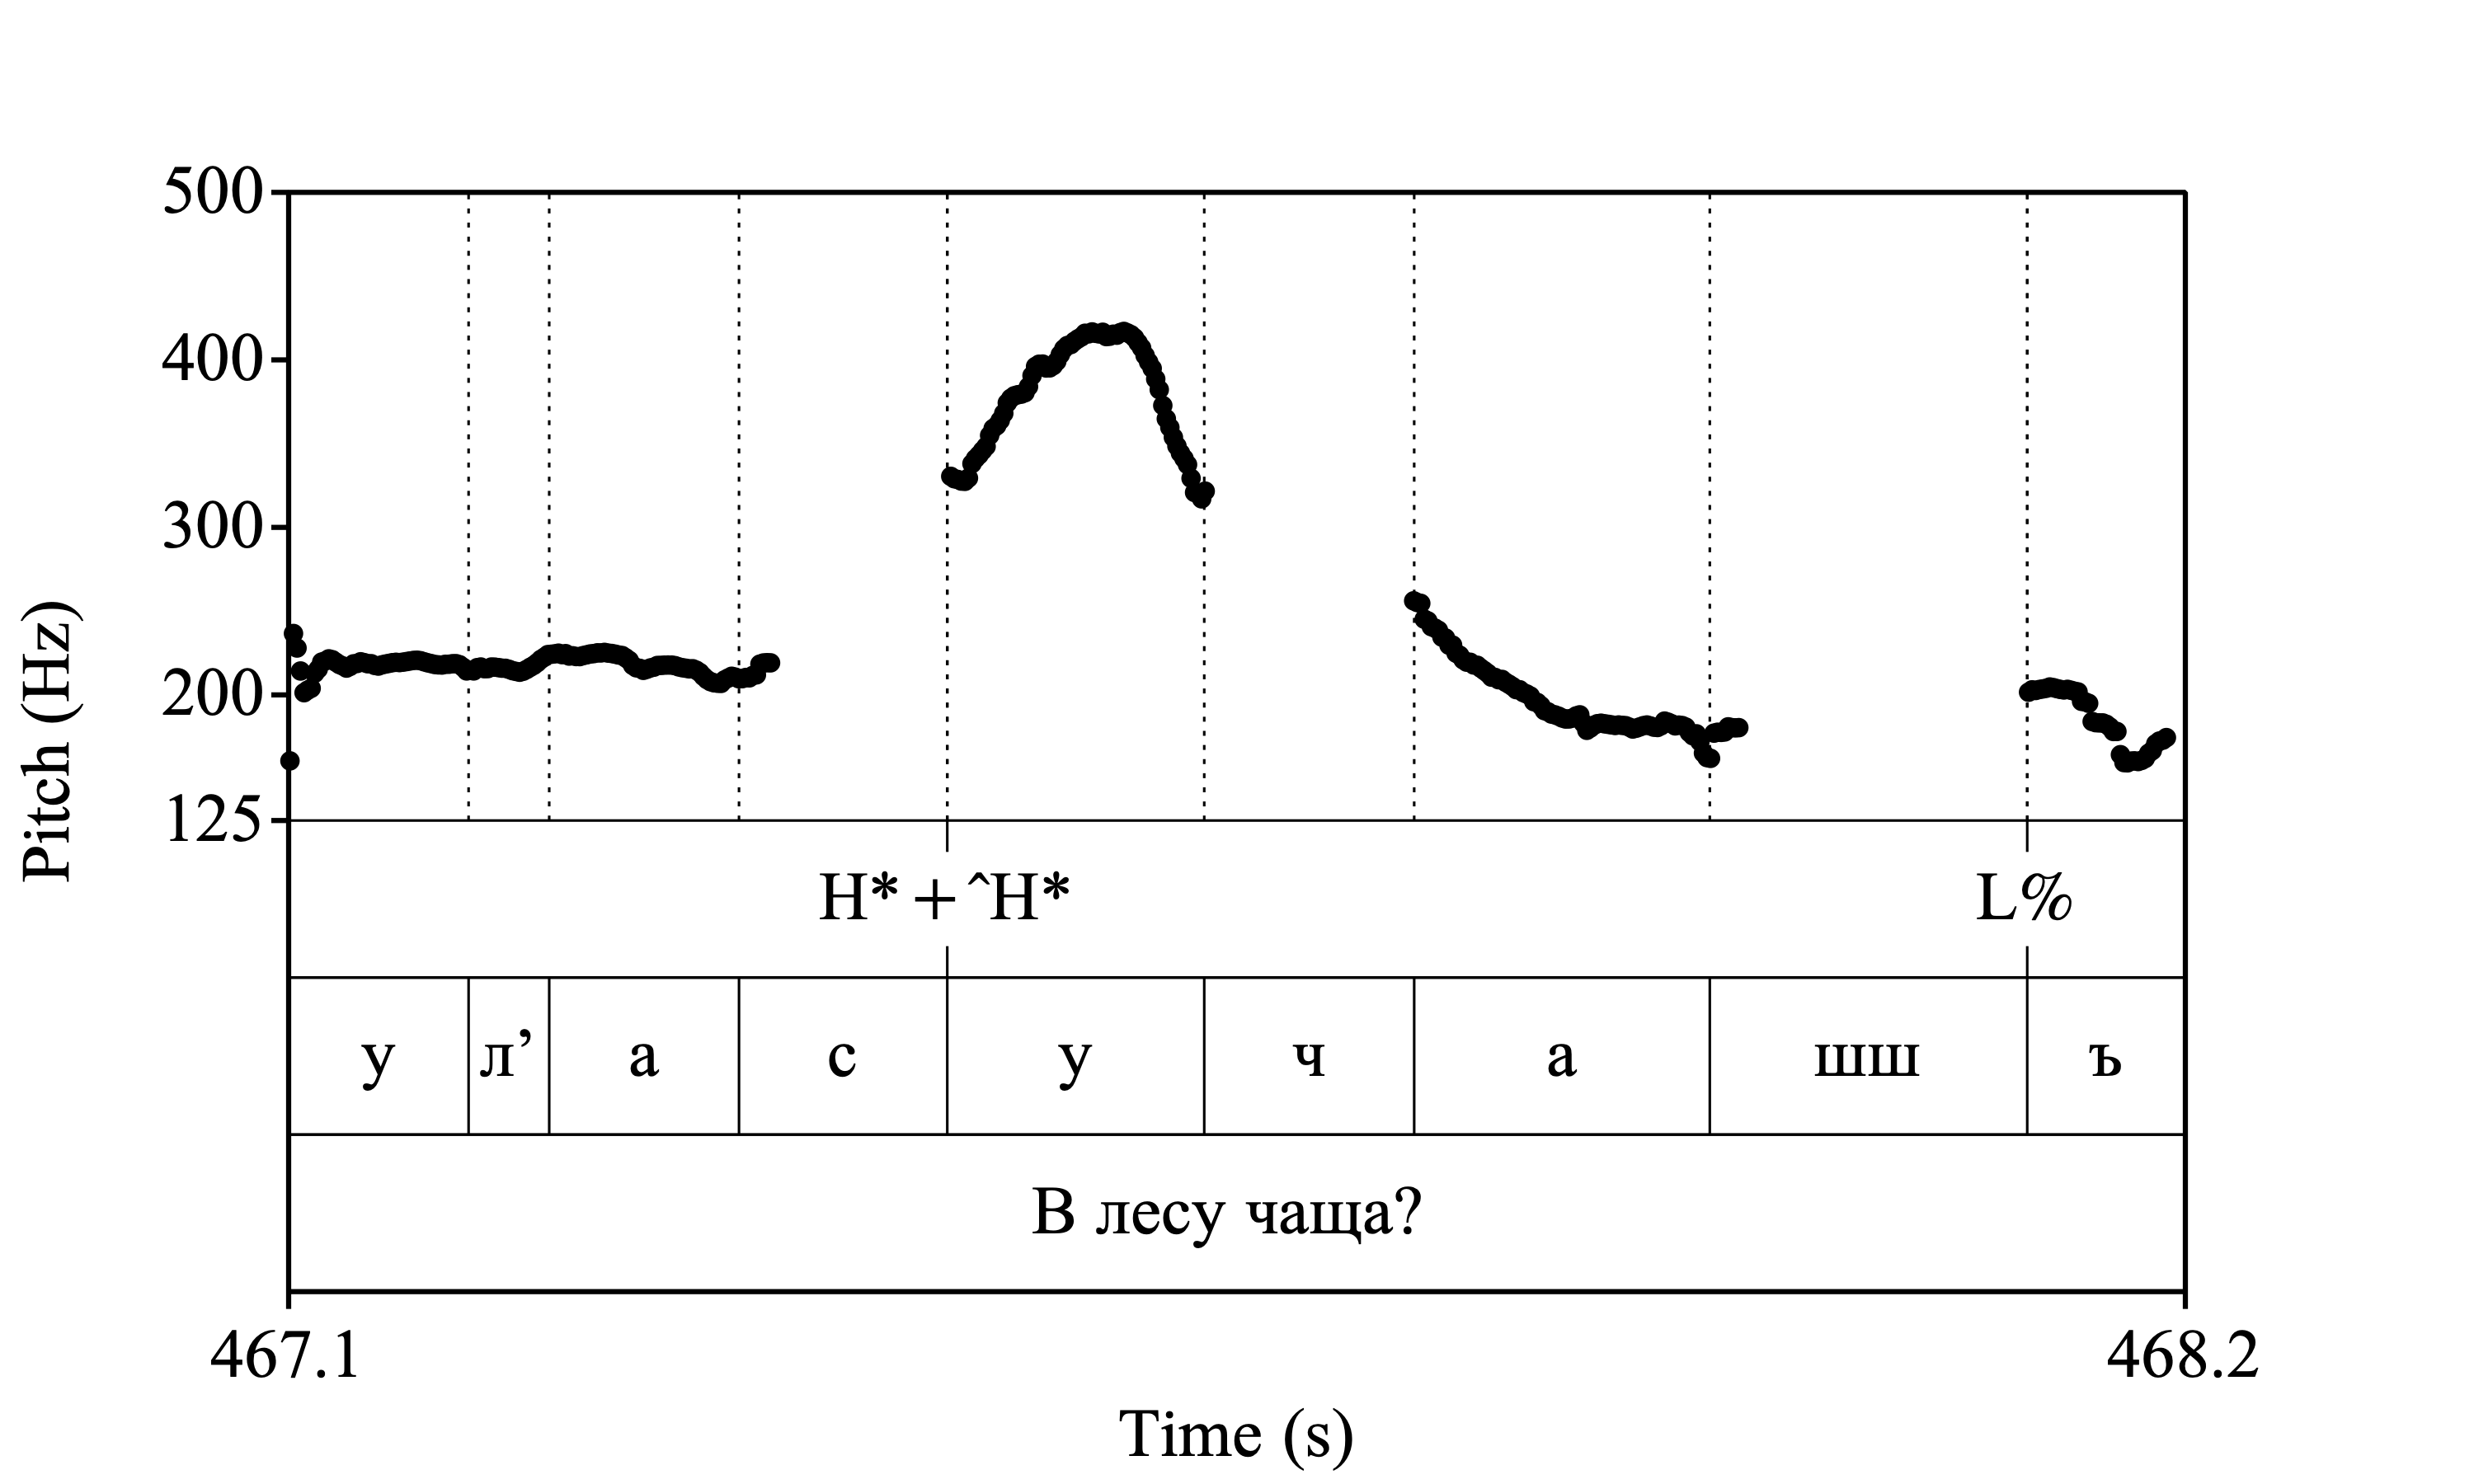 Pitch (Hz)
500
400
300
200
125
H* + ^H* L%
у л’ а с у ч а шш ъ
В лесу чаща?
467.1 468.2
Time (s)